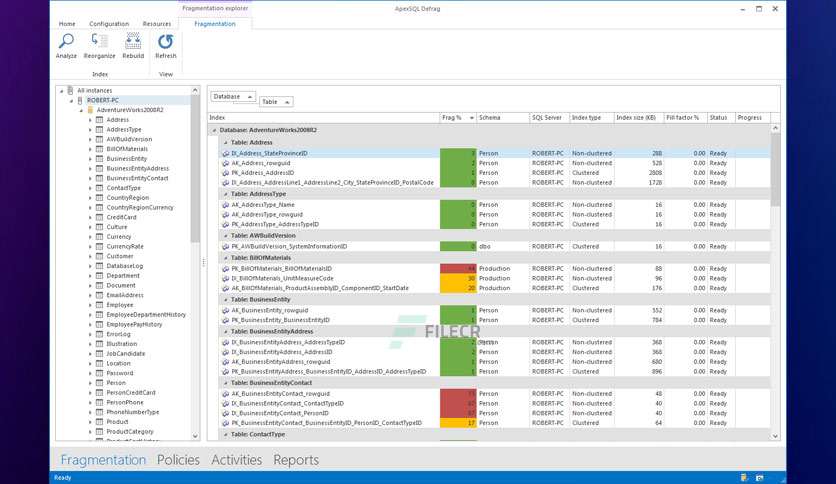 Fragmentation explorer
ApexSQL Defrag
Home Configuration Resources Fragmentation
Analyze Reorganize Rebuild Refresh
Index View
All instances
ROBERT-PC
AdventureWorks2008R2
Address
AddressType
AWBuildVersion
BillOfMaterials
BusinessEntity
BusinessEntityAddress
BusinessEntityContact
ContactType
CountryRegion
CountryRegionCurrency
CreditCard
Culture
Currency
CurrencyRate
Customer
DatabaseLog
Department
Document
EmailAddress
Employee
EmployeeDepartmentHistory
EmployeePayHistory
ErrorLog
Illustration
JobCandidate
Location
Password
Person
PersonCreditCard
PersonPhone
PhoneNumberType
Product
ProductCategory
Database
Table
Index Frag % Schema SQL Server Index type Index size (KB) Fill factor % Status Progress
Database: AdventureWorks2008R2
Table: Address
IX_Address_StateProvinceID 3 Person ROBERT-PC Non-clustered 288 0.00 Ready
AK_Address_rowguid 2 Person ROBERT-PC Non-clustered 528 0.00 Ready
PK_Address_AddressID 1 Person ROBERT-PC Clustered 2808 0.00 Ready
IX_Address_AddressLine1_AddressLine2_City_StateProvinceID_PostalCode 0 Person ROBERT-PC Non-clustered 1728 0.00 Ready
Table: AddressType
AK_AddressType_Name 0 Person ROBERT-PC Non-clustered 16 0.00 Ready
AK_AddressType_rowguid 0 Person ROBERT-PC Non-clustered 16 0.00 Ready
PK_AddressType_AddressTypeID 0 Person ROBERT-PC Clustered 16 0.00 Ready
Table: AWBuildVersion
PK_AWBuildVersion_SystemInformationID 0 dbo ROBERT-PC Clustered 16 0.00 Ready
Table: BillOfMaterials
PK_BillOfMaterials_BillOfMaterialsID 44 Production ROBERT-PC Non-clustered 88 0.00 Ready
IX_BillOfMaterials_UnitMeasureCode 30 Production ROBERT-PC Non-clustered 96 0.00 Ready
AK_BillOfMaterials_ProductAssemblyID_ComponentID_StartDate 20 Production ROBERT-PC Clustered 176 0.00 Ready
Table: BusinessEntity
AK_BusinessEntity_rowguid 1 Person ROBERT-PC Non-clustered 552 0.00 Ready
PK_BusinessEntity_BusinessEntityID 1 Person ROBERT-PC Clustered 784 0.00 Ready
Table: BusinessEntityAddress
FILECR
IX_BusinessEntityAddress_AddressTypeID 2 ROBERT-PC Non-clustered 368 0.00 Ready
IX_BusinessEntityAddress_AddressID 2 Person ROBERT-PC Non-clustered 368 0.00 Ready
AK_BusinessEntityAddress_rowguid 1 Person ROBERT-PC Non-clustered 680 0.00 Ready
PK_BusinessEntityAddress_BusinessEntityID_AddressID_AddressTypeID 1 Person ROBERT-PC Clustered 896 0.00 Ready
Table: BusinessEntityContact
AK_BusinessEntityContact_rowguid 75 Person ROBERT-PC Non-clustered 48 0.00 Ready
IX_BusinessEntityContact_ContactTypeID 67 Person ROBERT-PC Non-clustered 40 0.00 Ready
IX_BusinessEntityContact_PersonID 67 Person ROBERT-PC Non-clustered 40 0.00 Ready
PK_BusinessEntityContact_BusinessEntityID_PersonID_ContactTypeID 17 Person ROBERT-PC Clustered 64 0.00 Ready
Table: ContactType
Fragmentation Policies Activities Reports
Ready